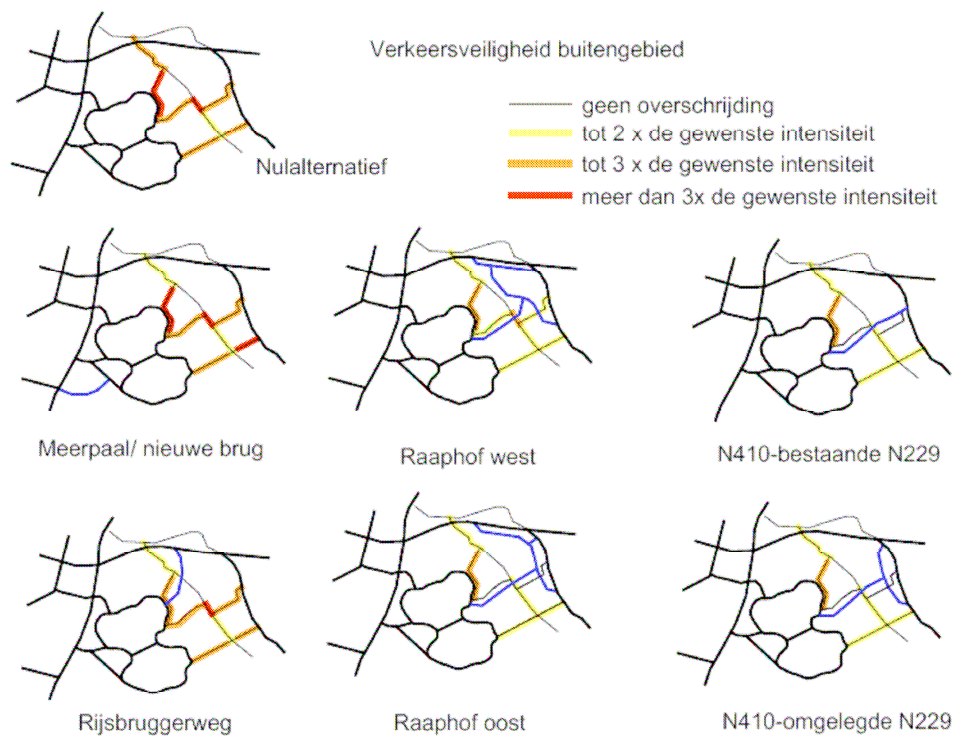 Verkeersveiligheid buitengebied
geen overschrijding
tot 2 x de gewenste intensiteit
tot 3 x de gewenste intensiteit
meer dan 3x de gewenste intensiteit
Nulalternatief
Meerpaal/ nieuwe brug
Raaphof west
N410-bestaande N229
Rijsbruggerweg
Raaphof oost
N410-omgelegde N229